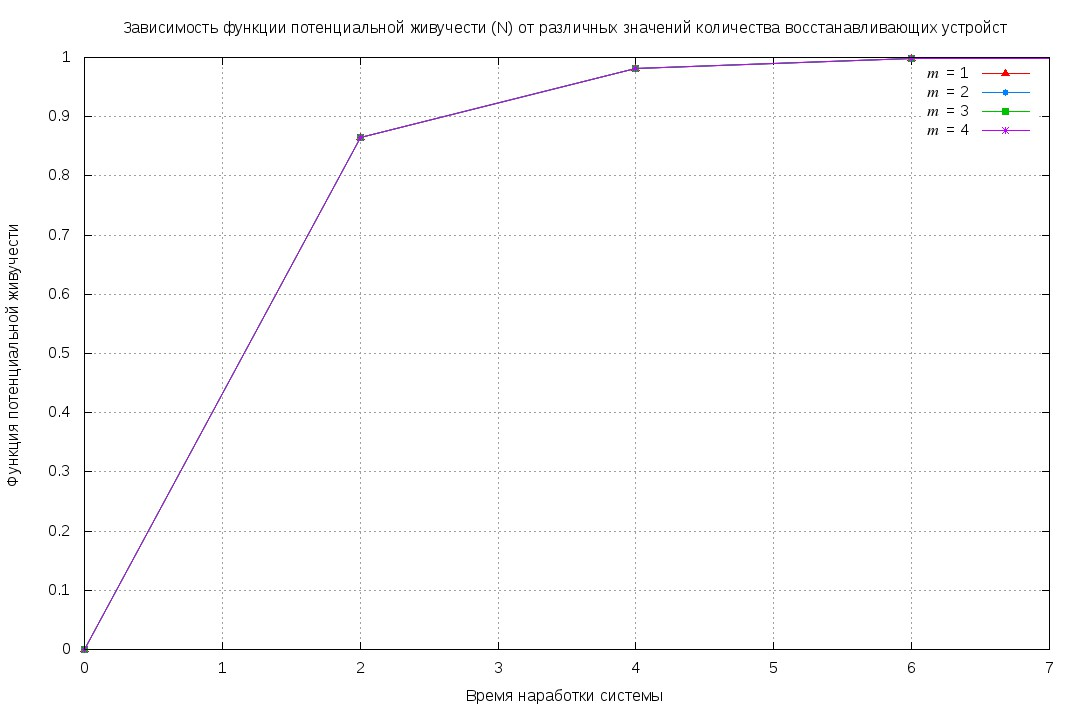 Зависимость функции потенциальной живучести (N) от различных значений количества восстанавливающих устройст
1
0.9
0.8
0.7
0.6
0.5
0.4
0.3
0.2
0.1
0
m = 1
m = 2
m = 3
m = 4
Функция потенциальной живучести
0 1 2 3 4 5 6 7
Время наработки системы